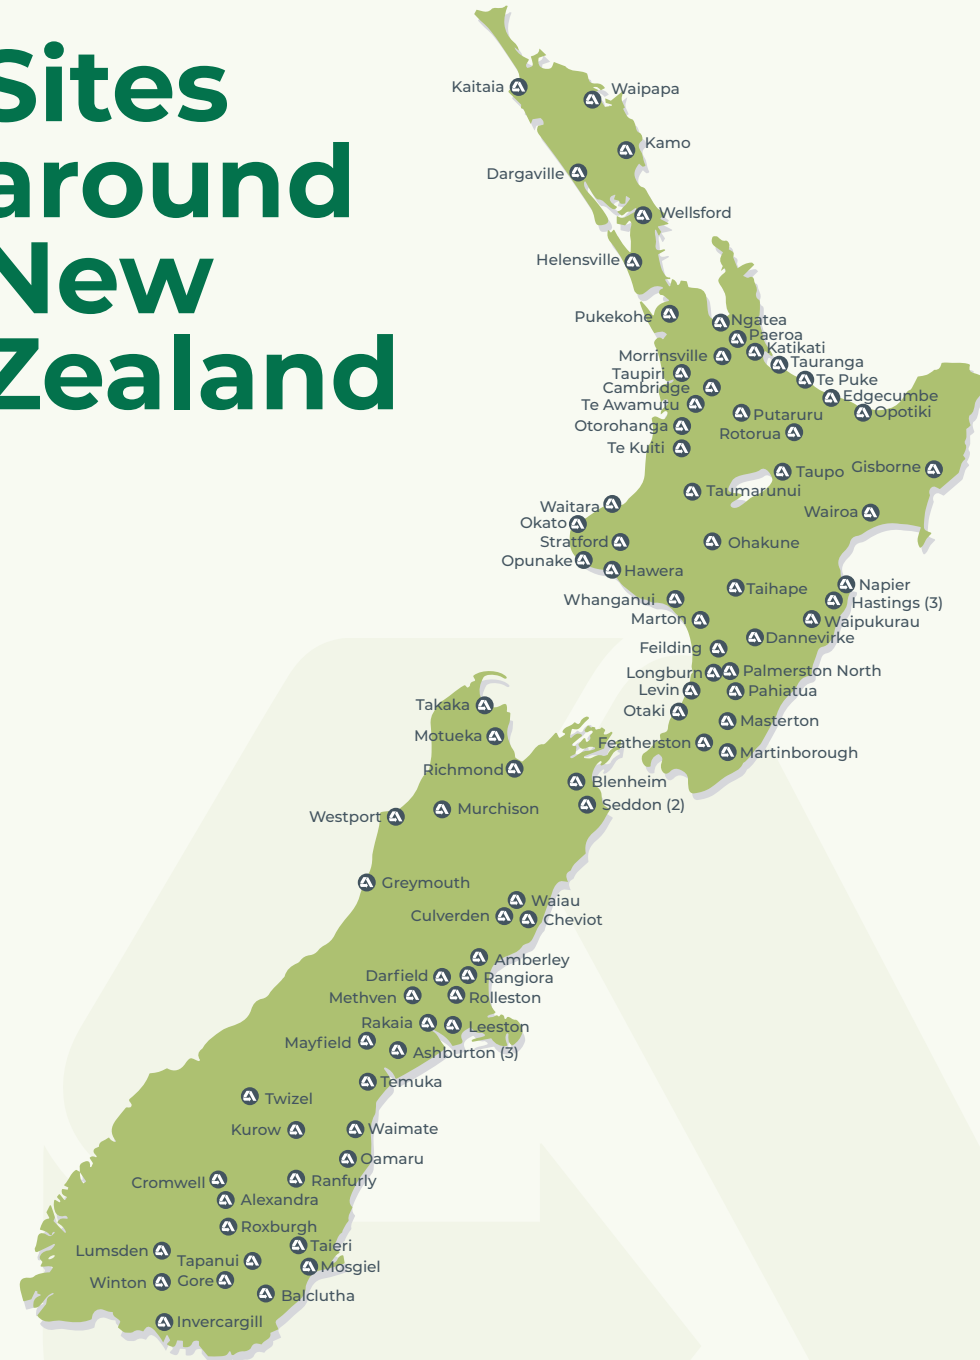 Sites
around
New
Zealand
Kaitaia
Waipapa
Kamo
Dargaville
Wellsford
Helensville
Pukekohe
Ngatea
Paeroa
Katikati
Morrinsville
Tauranga
Taupiri
Te Puke
Cambridge
Edgecumbe
Te Awamutu
Putaruru
Opotiki
Otorohanga
Rotorua
Te Kuiti
Taupo
Gisborne
Taumarunui
Waitara
Wairoa
Okato
Stratford
Ohakune
Opunake
Hawera
Napier
Taihape
Whanganui
Hastings (3)
Marton
Waipukurau
Dannevirke
Feilding
Longburn
Palmerston North
Levin
Pahiatua
Otaki
Masterton
Featherston
Martinborough
Takaka
Motueka
Richmond
Blenheim
Seddon (2)
Murchison
Westport
Greymouth
Waiau
Culverden
Cheviot
Amberley
Darfield
Rangiora
Methven
Rolleston
Rakaia
Leeston
Mayfield
Ashburton (3)
Temuka
Twizel
Kurow
Waimate
Oamaru
Cromwell
Ranfurly
Alexandra
Roxburgh
Lumsden
Taieri
Tapanui
Mosgiel
Winton
Gore
Balclutha
Invercargill